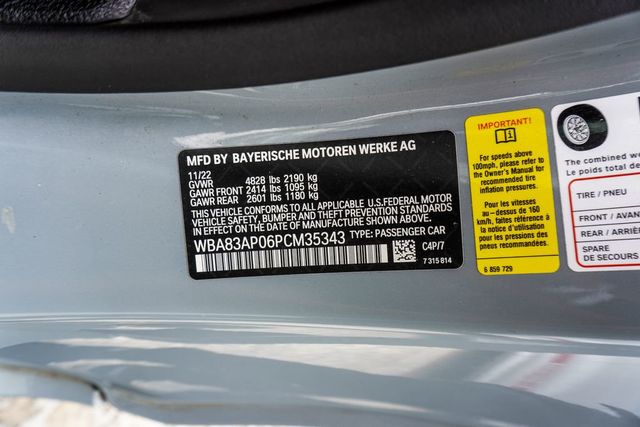 MFD BY BAYERISCHE MOTOREN WERKE AG
11/22
GVWR 4828 lbs 2190 kg
GAWR FRONT 2414 lbs 1095 kg
GAWR REAR 2601 lbs 1180 kg
THIS VEHICLE CONFORMS TO ALL APPLICABLE U.S.FEDERAL MOTOR
VEHICLE SAFETY, BUMPER AND THEFT PREVENTION STANDARDS
IN EFFECT ON THE DATE OF MANUFACTURE SHOWN ABOVE.
WBA83AP06PCM35343 TYPE: PASSENGER CAR
C4P/7
7 315 814
IMPORTANT!
For speeds above
100mph, please refer to
the Owner's Manual for
recommended tire
inflation pressures.
Pour les vitesses
au-dessus de 160
km/h, faites référence à
la notice d'utilisation
pour les pressions des
pneus recommandées.
6 859 729
The combined w
Le poids total de
TIRE / PNEU
FRONT / AVAN
REAR / ARRIÈ
SPARE
DE SECOURS